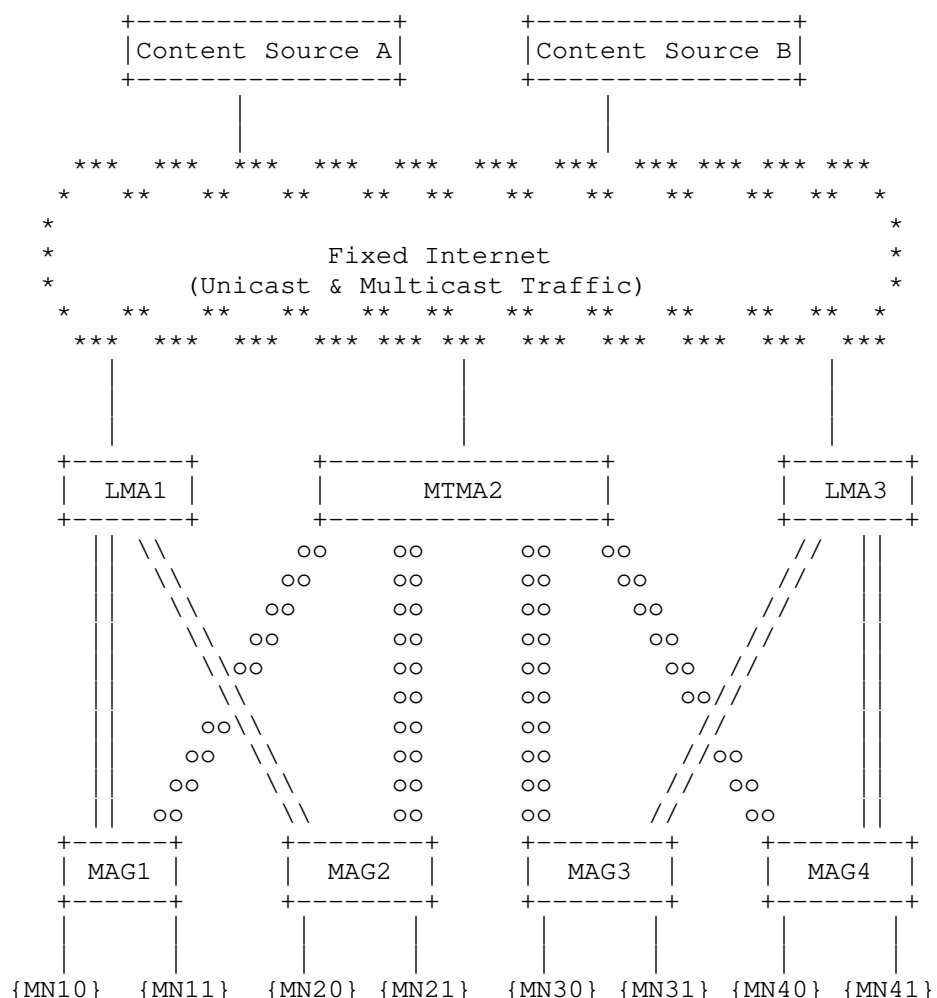 Content Source A Content Source B
Fixed Internet
(Unicast & Multicast Traffic)
LMA1 MTMA2 LMA3
MAG1 MAG2 MAG3 MAG4
{MN10} {MN11} {MN20} {MN21} {MN30} {MN31} {MN40} {MN41}